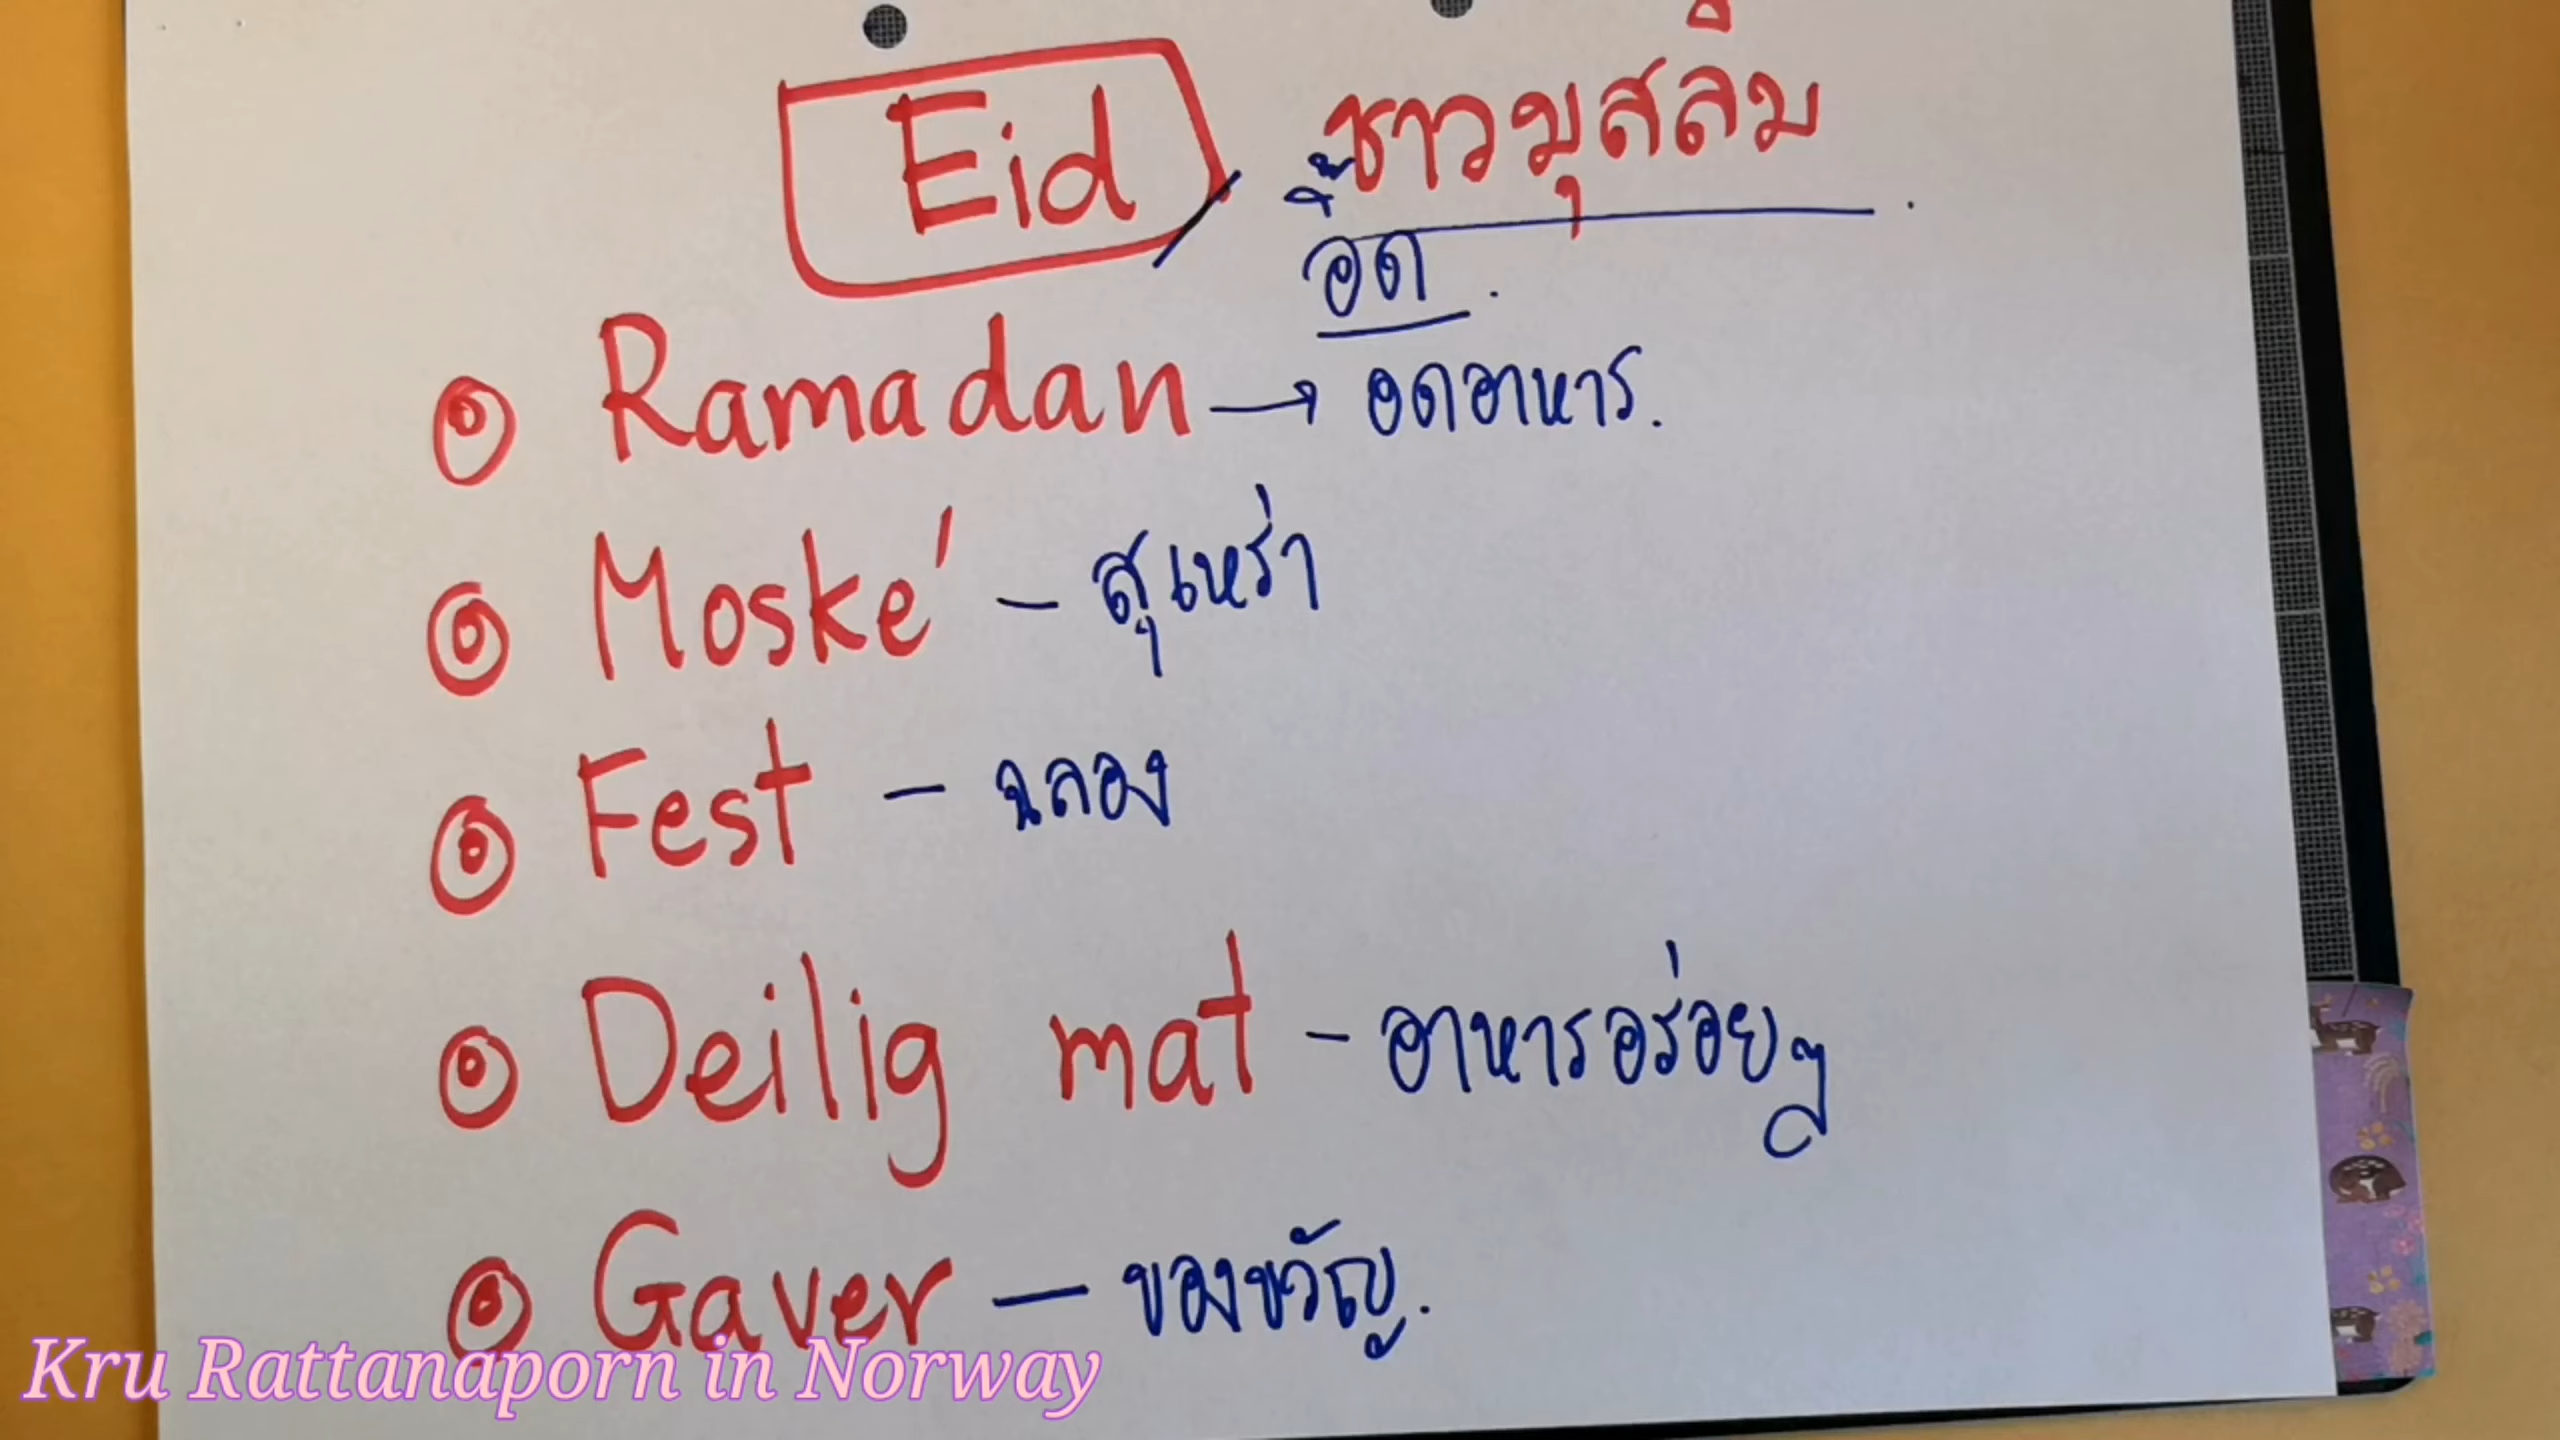 Eid ชาวมุสลิม
อีด.
Ramadan → อดอาหาร.
Moské - สุเหร่า
Fest - ฉลอง
Deilig mat - อาหารอร่อยๆ
Gaver - ของขวัญ.
Kru Rattanaporn in Norway